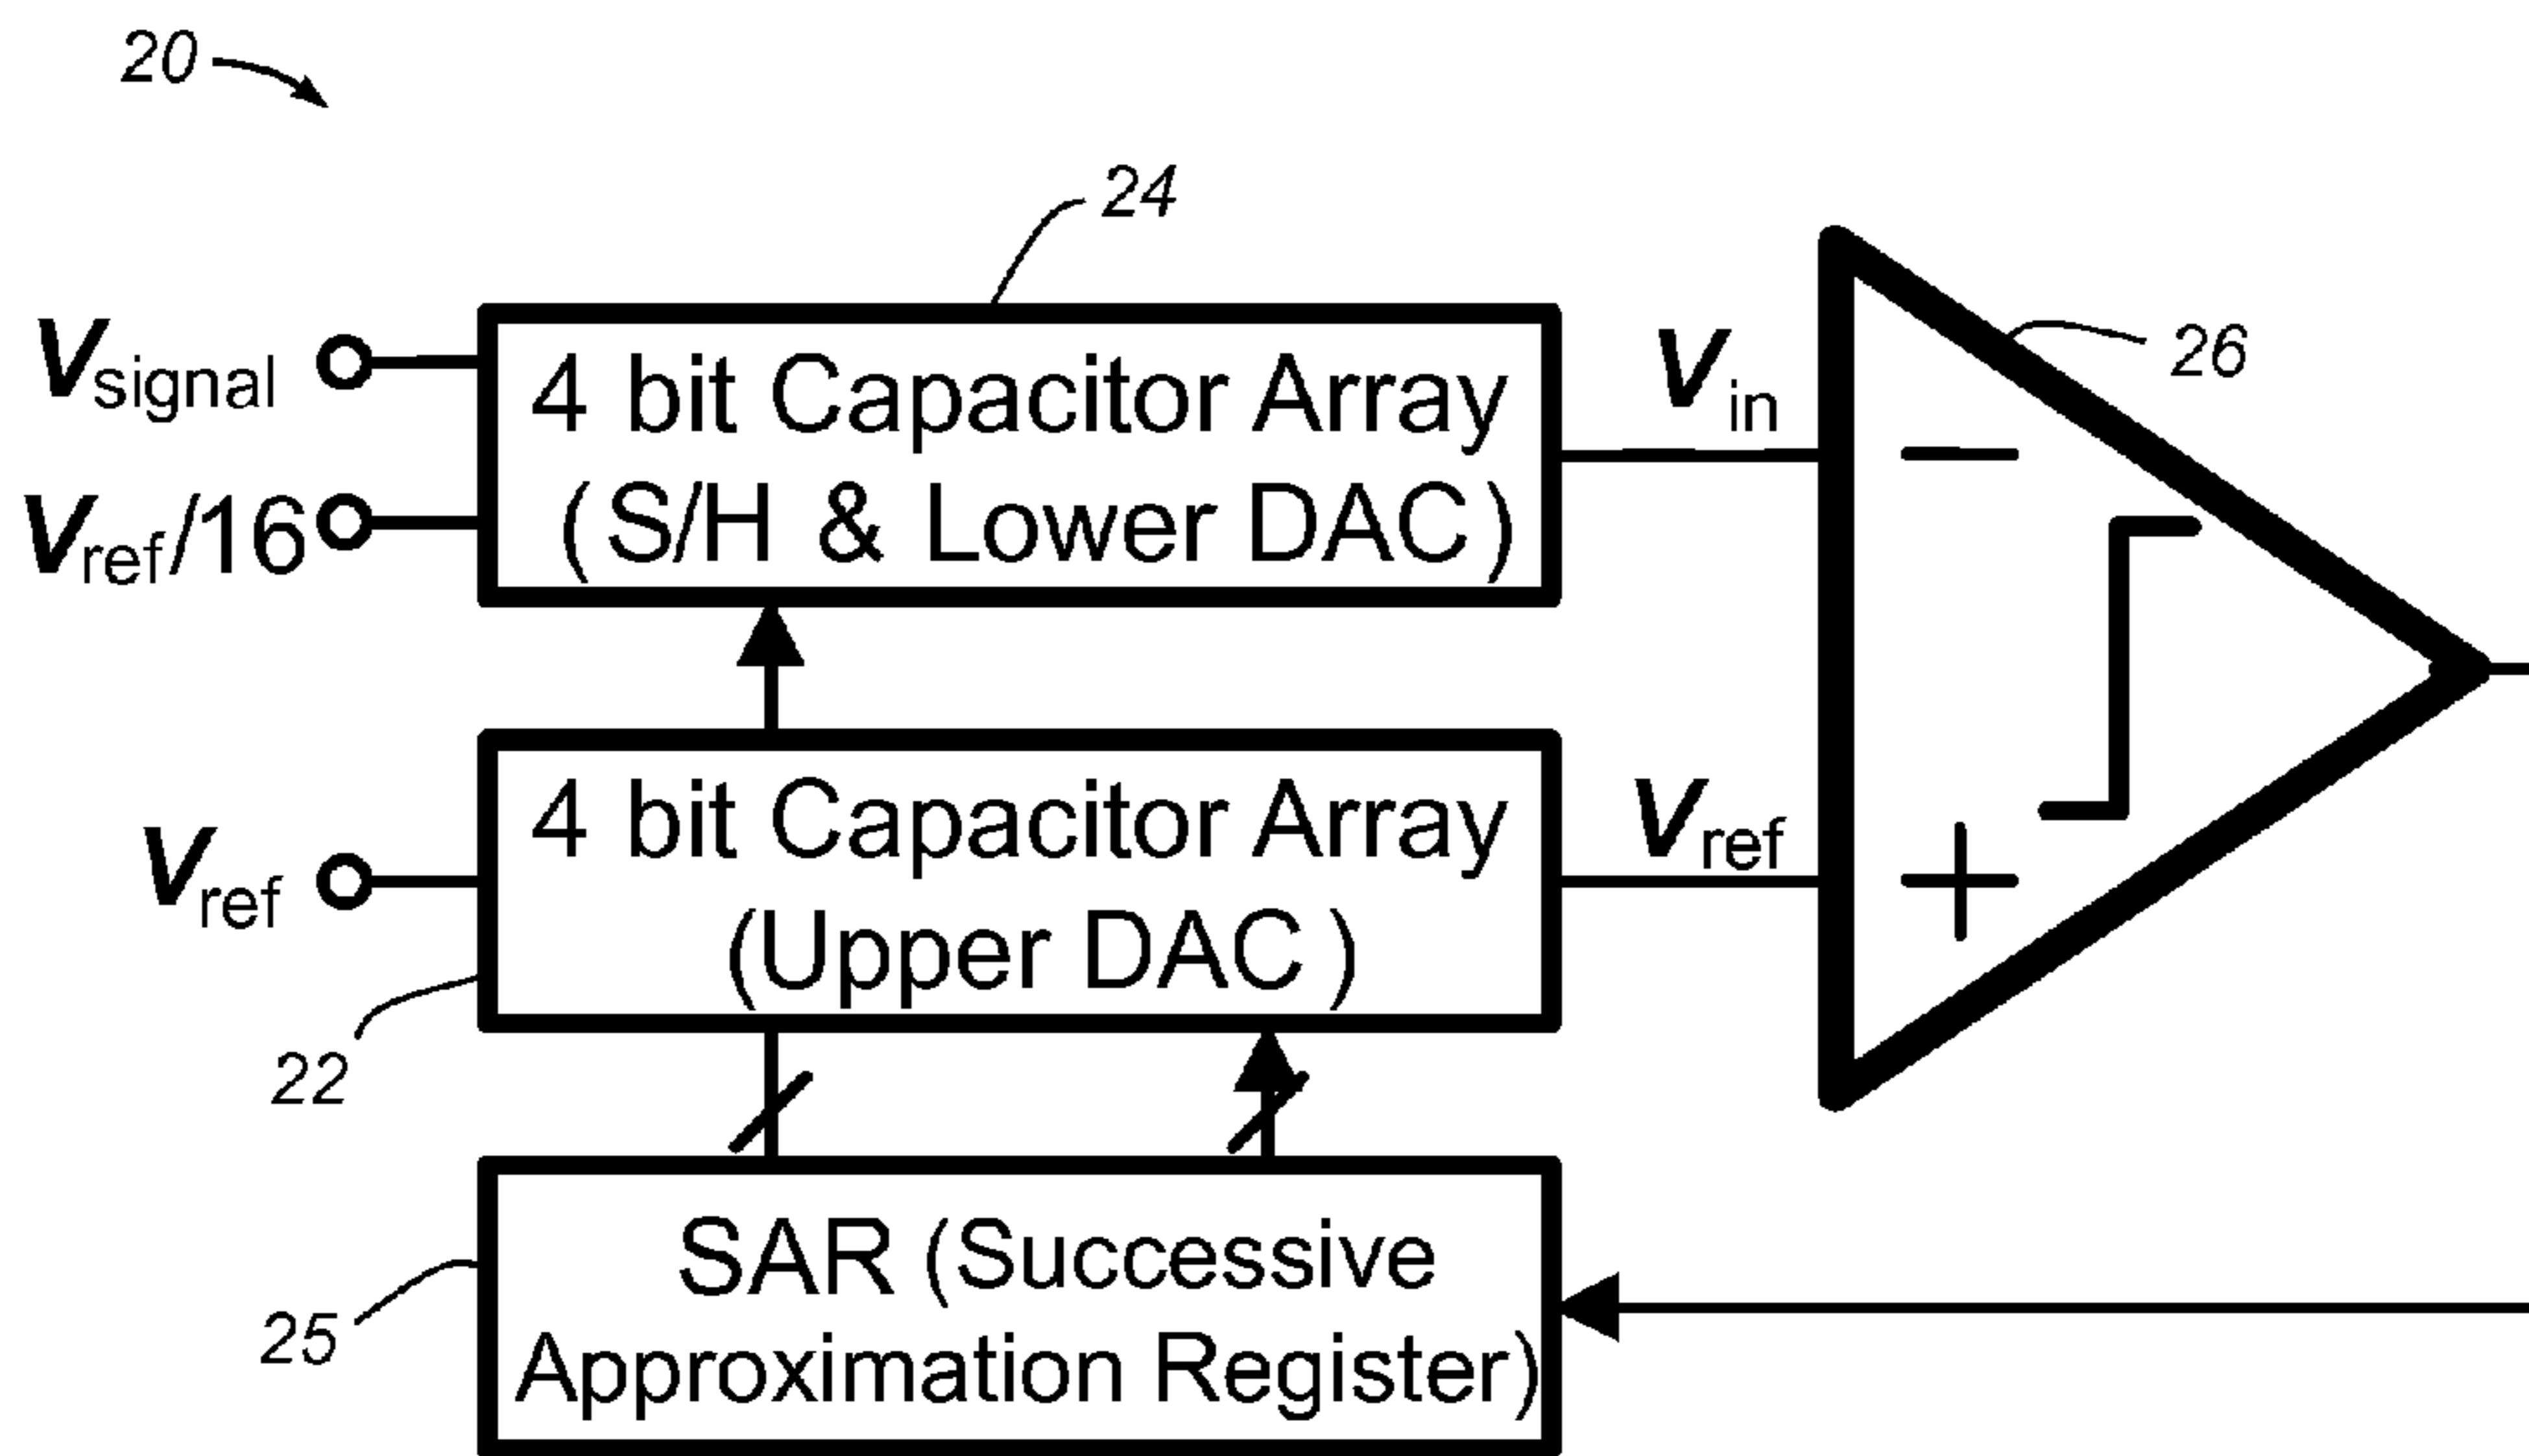 20
24
Vsignal
4 bit Capacitor Array
(S/H & Lower DAC)
Vref/16
Vin
26
−
Vref
4 bit Capacitor Array
(Upper DAC)
Vref
+
22
SAR (Successive
Approximation Register)
25